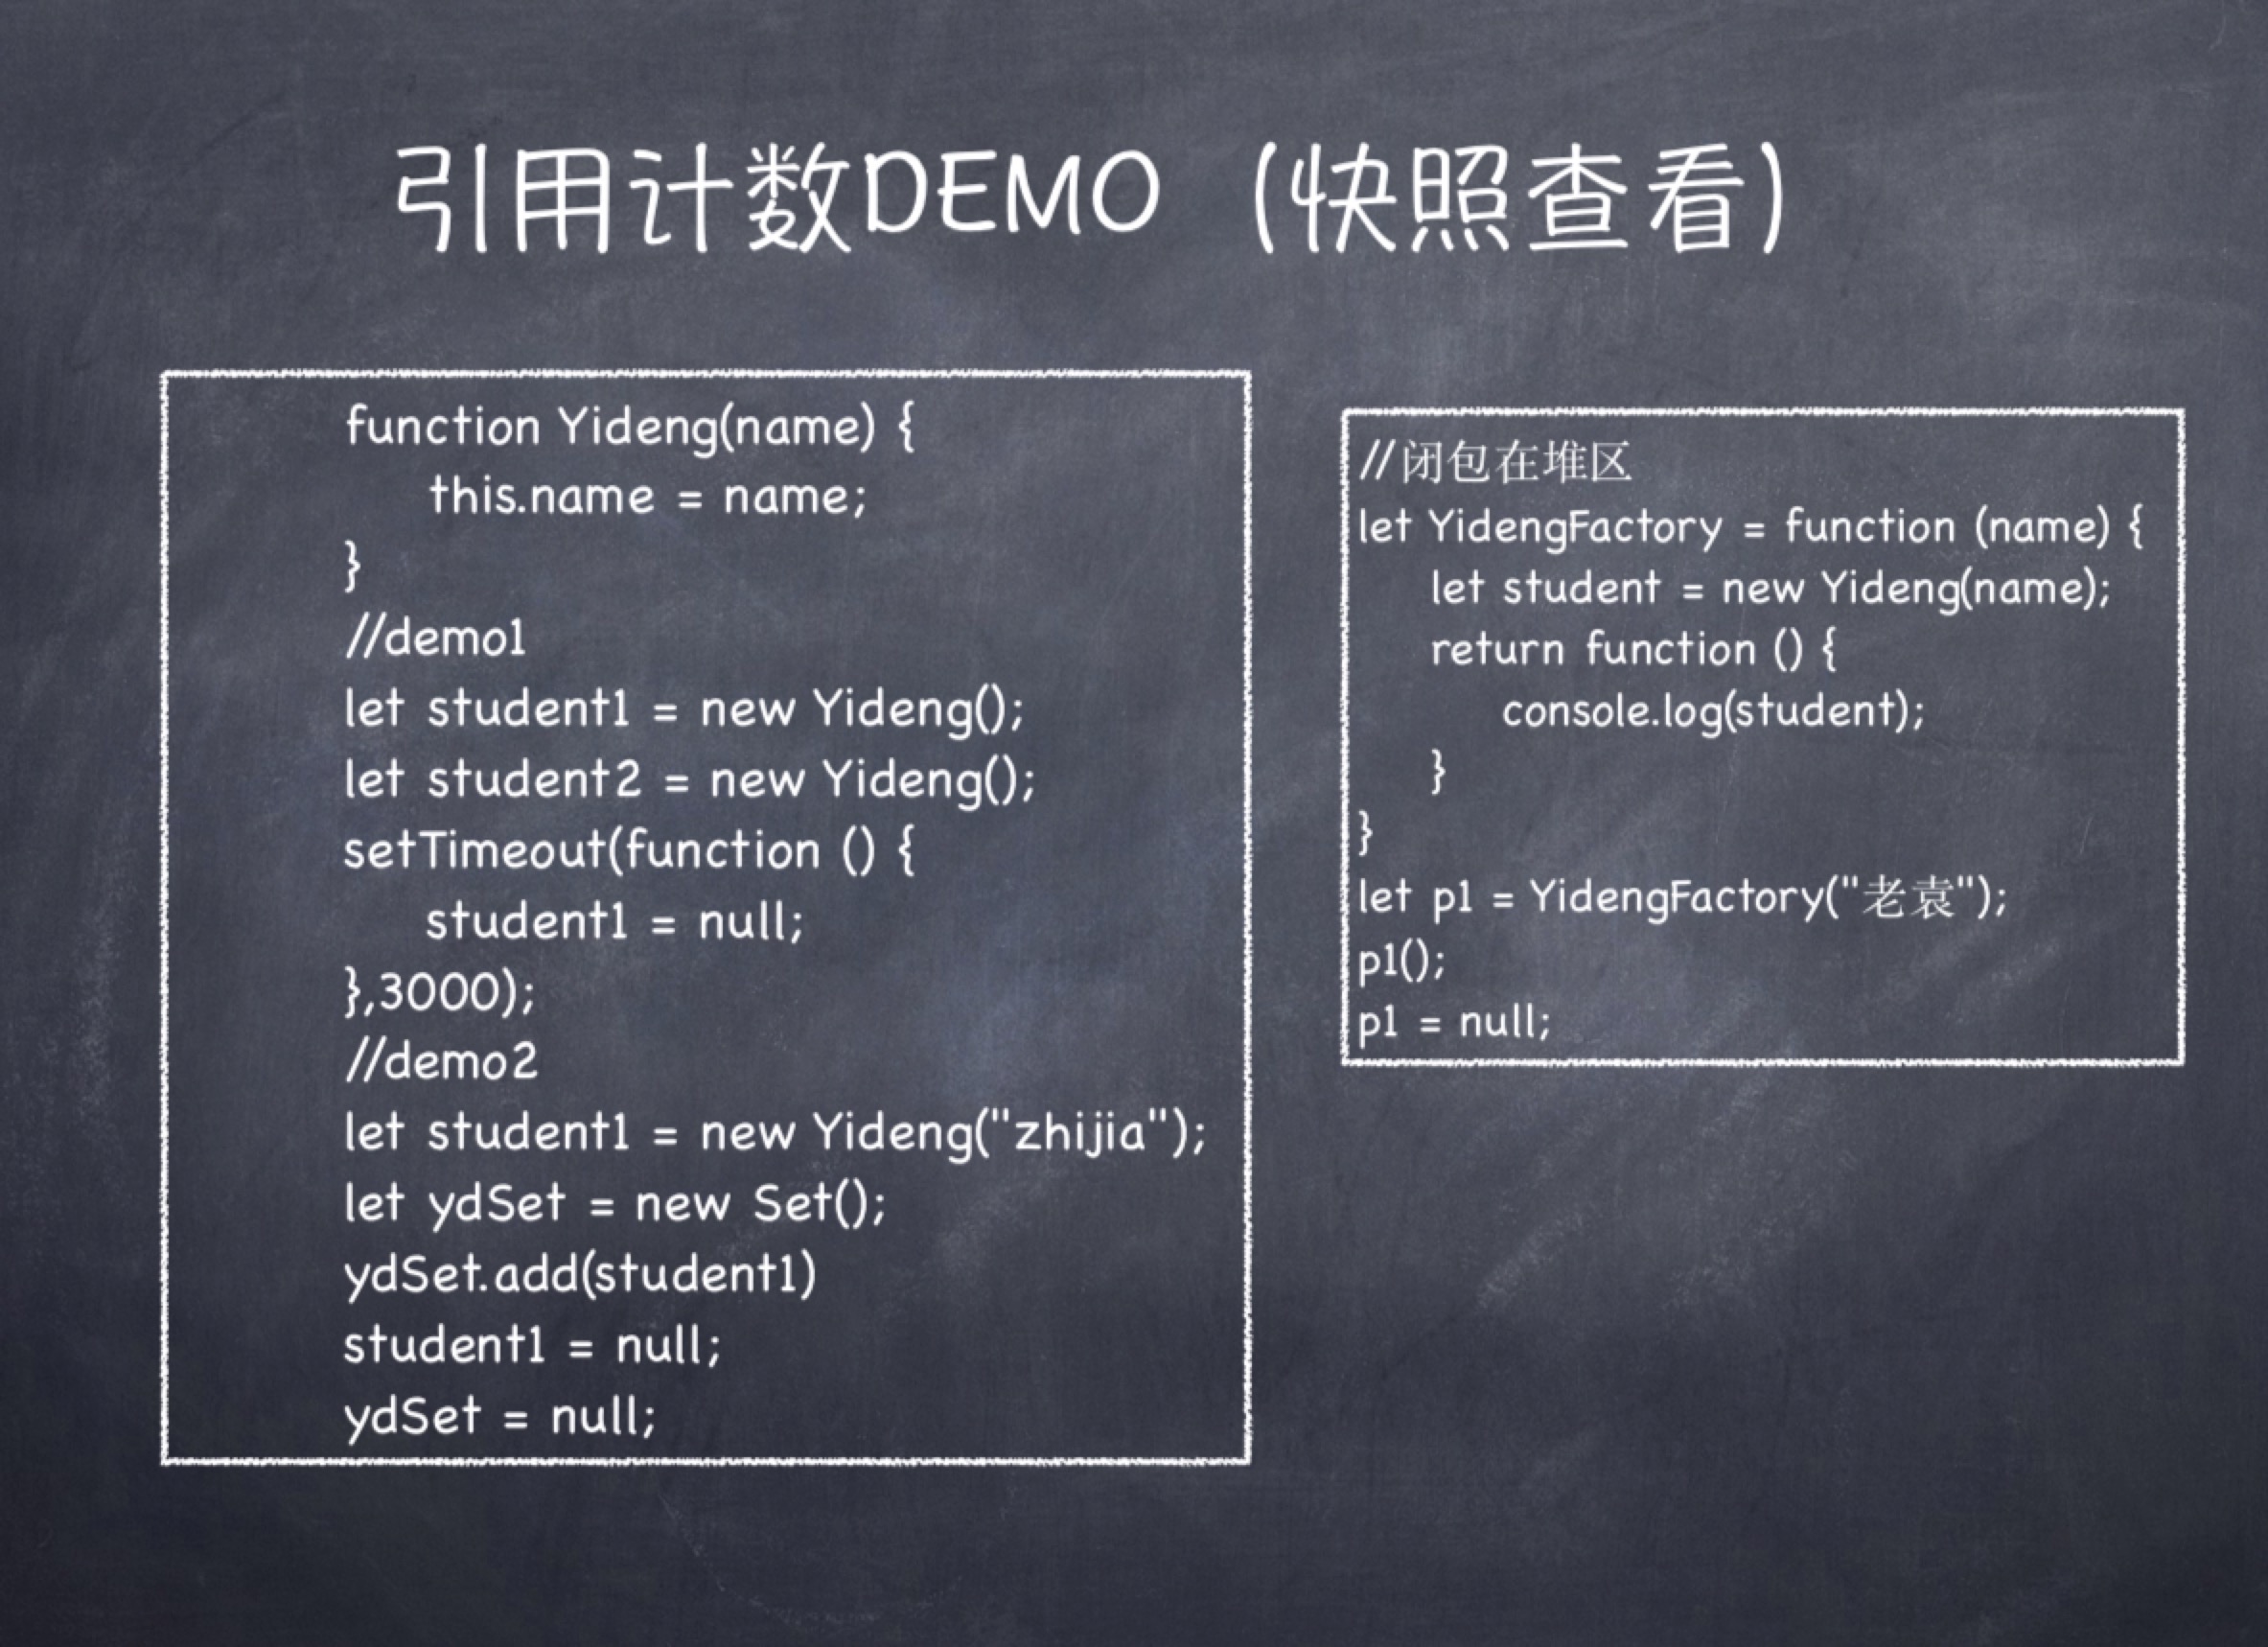 引用计数DEMO （快照查看）
function Yideng(name) {
    this.name = name;
}
//demo1
let student1 = new Yideng();
let student2 = new Yideng();
setTimeout(function () {
    student1 = null;
},3000);
//demo2
let student1 = new Yideng("zhijia");
let ydSet = new Set();
ydSet.add(student1)
student1 = null;
ydSet = null;
//闭包在堆区
let YidengFactory = function (name) {
    let student = new Yideng(name);
    return function () {
        console.log(student);
    }
}
let p1 = YidengFactory("老袁");
p1();
p1 = null;